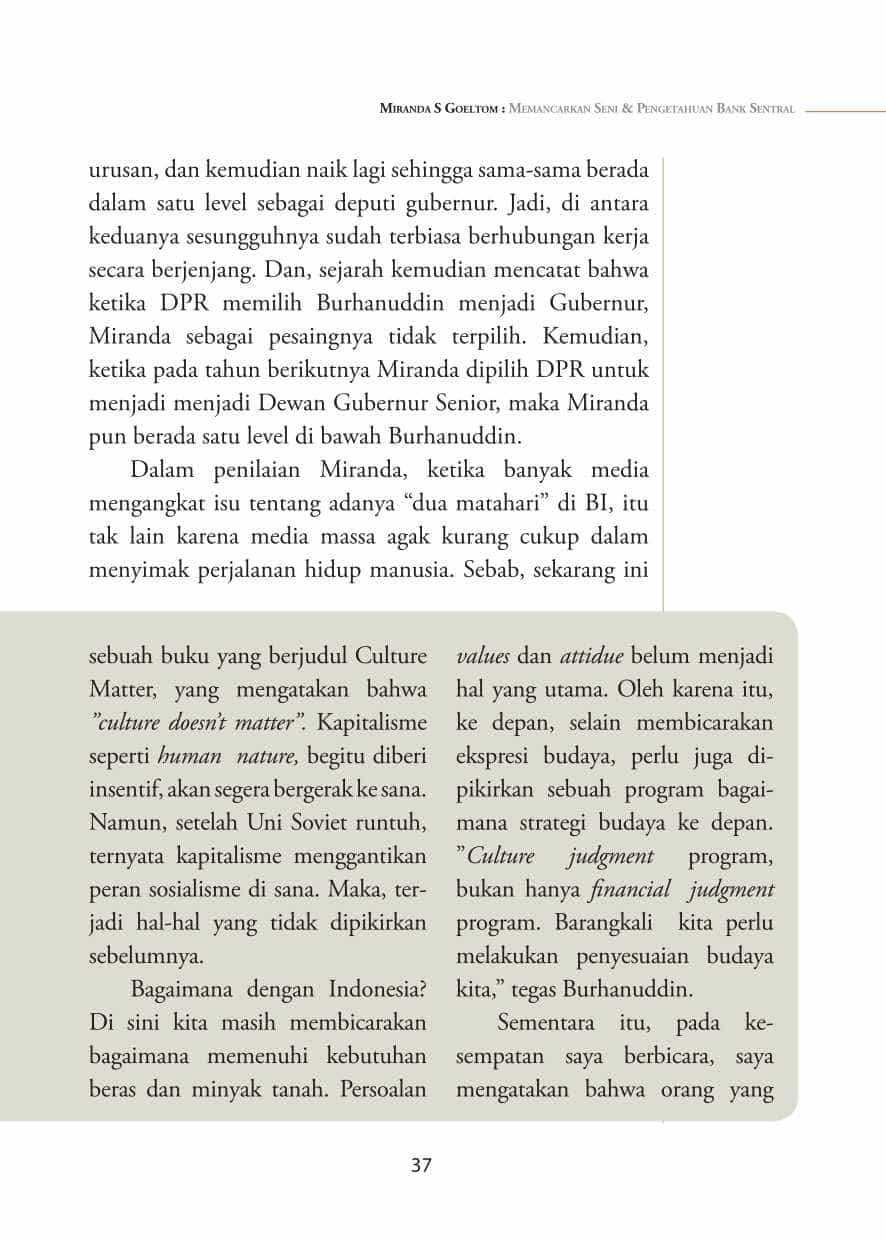 Miranda S Goeltom : Memancarkan Seni & Pengetahuan Bank Sentral
urusan, dan kemudian naik lagi sehingga sama-sama berada
dalam satu level sebagai deputi gubernur. Jadi, di antara
keduanya sesungguhnya sudah terbiasa berhubungan kerja
secara berjenjang. Dan, sejarah kemudian mencatat bahwa
ketika DPR memilih Burhanuddin menjadi Gubernur,
Miranda sebagai pesaingnya tidak terpilih. Kemudian,
ketika pada tahun berikutnya Miranda dipilih DPR untuk
menjadi menjadi Dewan Gubernur Senior, maka Miranda
pun berada satu level di bawah Burhanuddin.
Dalam penilaian Miranda, ketika banyak media
mengangkat isu tentang adanya “dua matahari” di BI, itu
tak lain karena media massa agak kurang cukup dalam
menyimak perjalanan hidup manusia. Sebab, sekarang ini
sebuah buku yang berjudul Culture
Matter, yang mengatakan bahwa
”culture doesn’t matter”. Kapitalisme
seperti human nature, begitu diberi
insentif, akan segera bergerak ke sana.
Namun, setelah Uni Soviet runtuh,
ternyata kapitalisme menggantikan
peran sosialisme di sana. Maka, ter-
jadi hal-hal yang tidak dipikirkan
sebelumnya.
Bagaimana dengan Indonesia?
Di sini kita masih membicarakan
bagaimana memenuhi kebutuhan
beras dan minyak tanah. Persoalan
values dan attidue belum menjadi
hal yang utama. Oleh karena itu,
ke depan, selain membicarakan
ekspresi budaya, perlu juga di-
pikirkan sebuah program bagai-
mana strategi budaya ke depan.
”Culture judgment program,
bukan hanya financial judgment
program. Barangkali kita perlu
melakukan penyesuaian budaya
kita,” tegas Burhanuddin.
Sementara itu, pada ke-
sempatan saya berbicara, saya
mengatakan bahwa orang yang
37